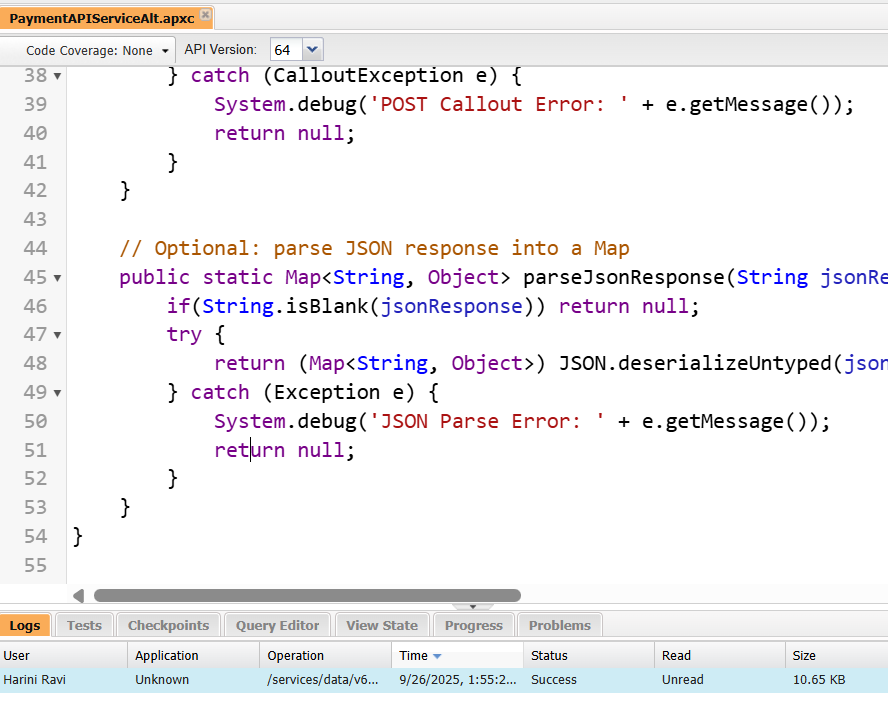 PaymentAPIServiceAlt.apxc
Code Coverage: None API Version: 64
38 } catch (CalloutException e) {
39 System.debug('POST Callout Error: ' + e.getMessage());
40 return null;
41 }
42 }
43
44 // Optional: parse JSON response into a Map
45 public static Map<String, Object> parseJsonResponse(String jsonRe
46 if(String.isBlank(jsonResponse)) return null;
47 try {
48 return (Map<String, Object>) JSON.deserializeUntyped(json
49 } catch (Exception e) {
50 System.debug('JSON Parse Error: ' + e.getMessage());
51 return null;
52 }
53 }
54 }
55
Logs Tests Checkpoints Query Editor View State Progress Problems
User Application Operation Time Status Read Size
Harini Ravi Unknown /services/data/v6... 9/26/2025, 1:55:2... Success Unread 10.65 KB